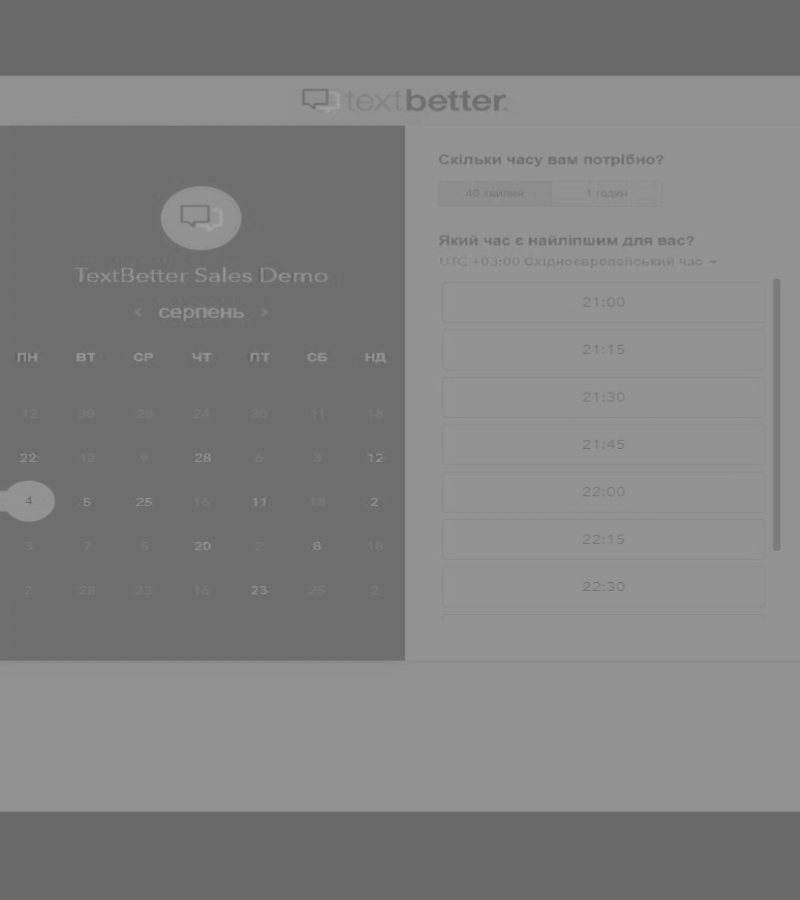 textbetter.
TextBetter Sales Demo
‹ серпень ›
ПН ВТ СР ЧТ ПТ СБ НД
12 30 20 24 30 31 18
22 12 9 28 6 3 12
4 5 25 16 11 18 2
3 7 5 20 2 8 18
2 20 23 16 23 25 2
Скільки часу вам потрібно?
40 хвилин 1 годин
Який час є найліпшим для вас?
UTC +03:00 Східноєвропейський час
21:00
21:15
21:30
21:45
22:00
22:15
22:30